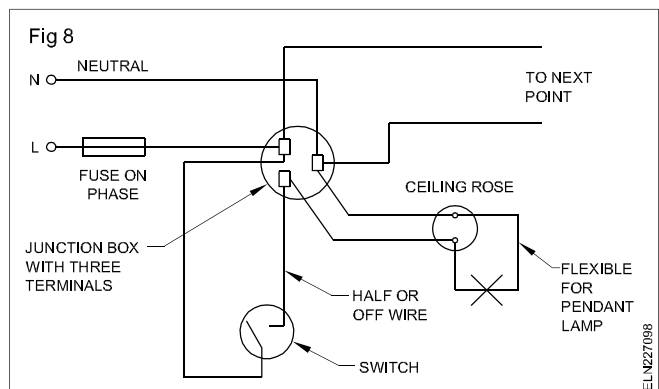 Fig 8
N
NEUTRAL
TO NEXT
POINT
L
FUSE ON
PHASE
CEILING ROSE
JUNCTION BOX
WITH THREE
TERMINALS
HALF OR
OFF WIRE
FLEXIBLE
FOR
PENDANT
LAMP
SWITCH
ELN227098